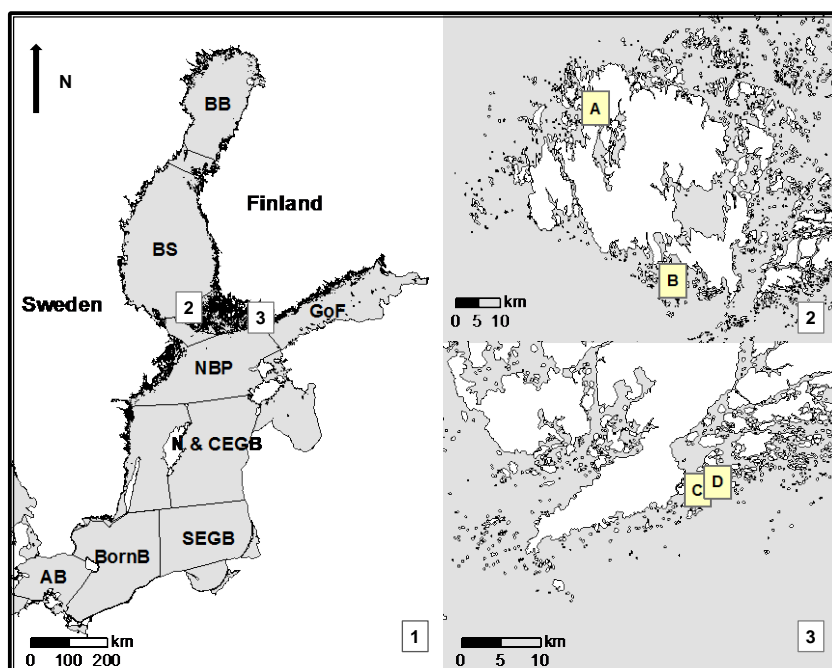 N
BB
Finland
BS
Sweden
2
3
GoF
NBP
N & CEGB
SEGB
BornB
AB
km
0 100 200
1
A
B
km
0 5 10
2
C
D
km
0 5 10
3